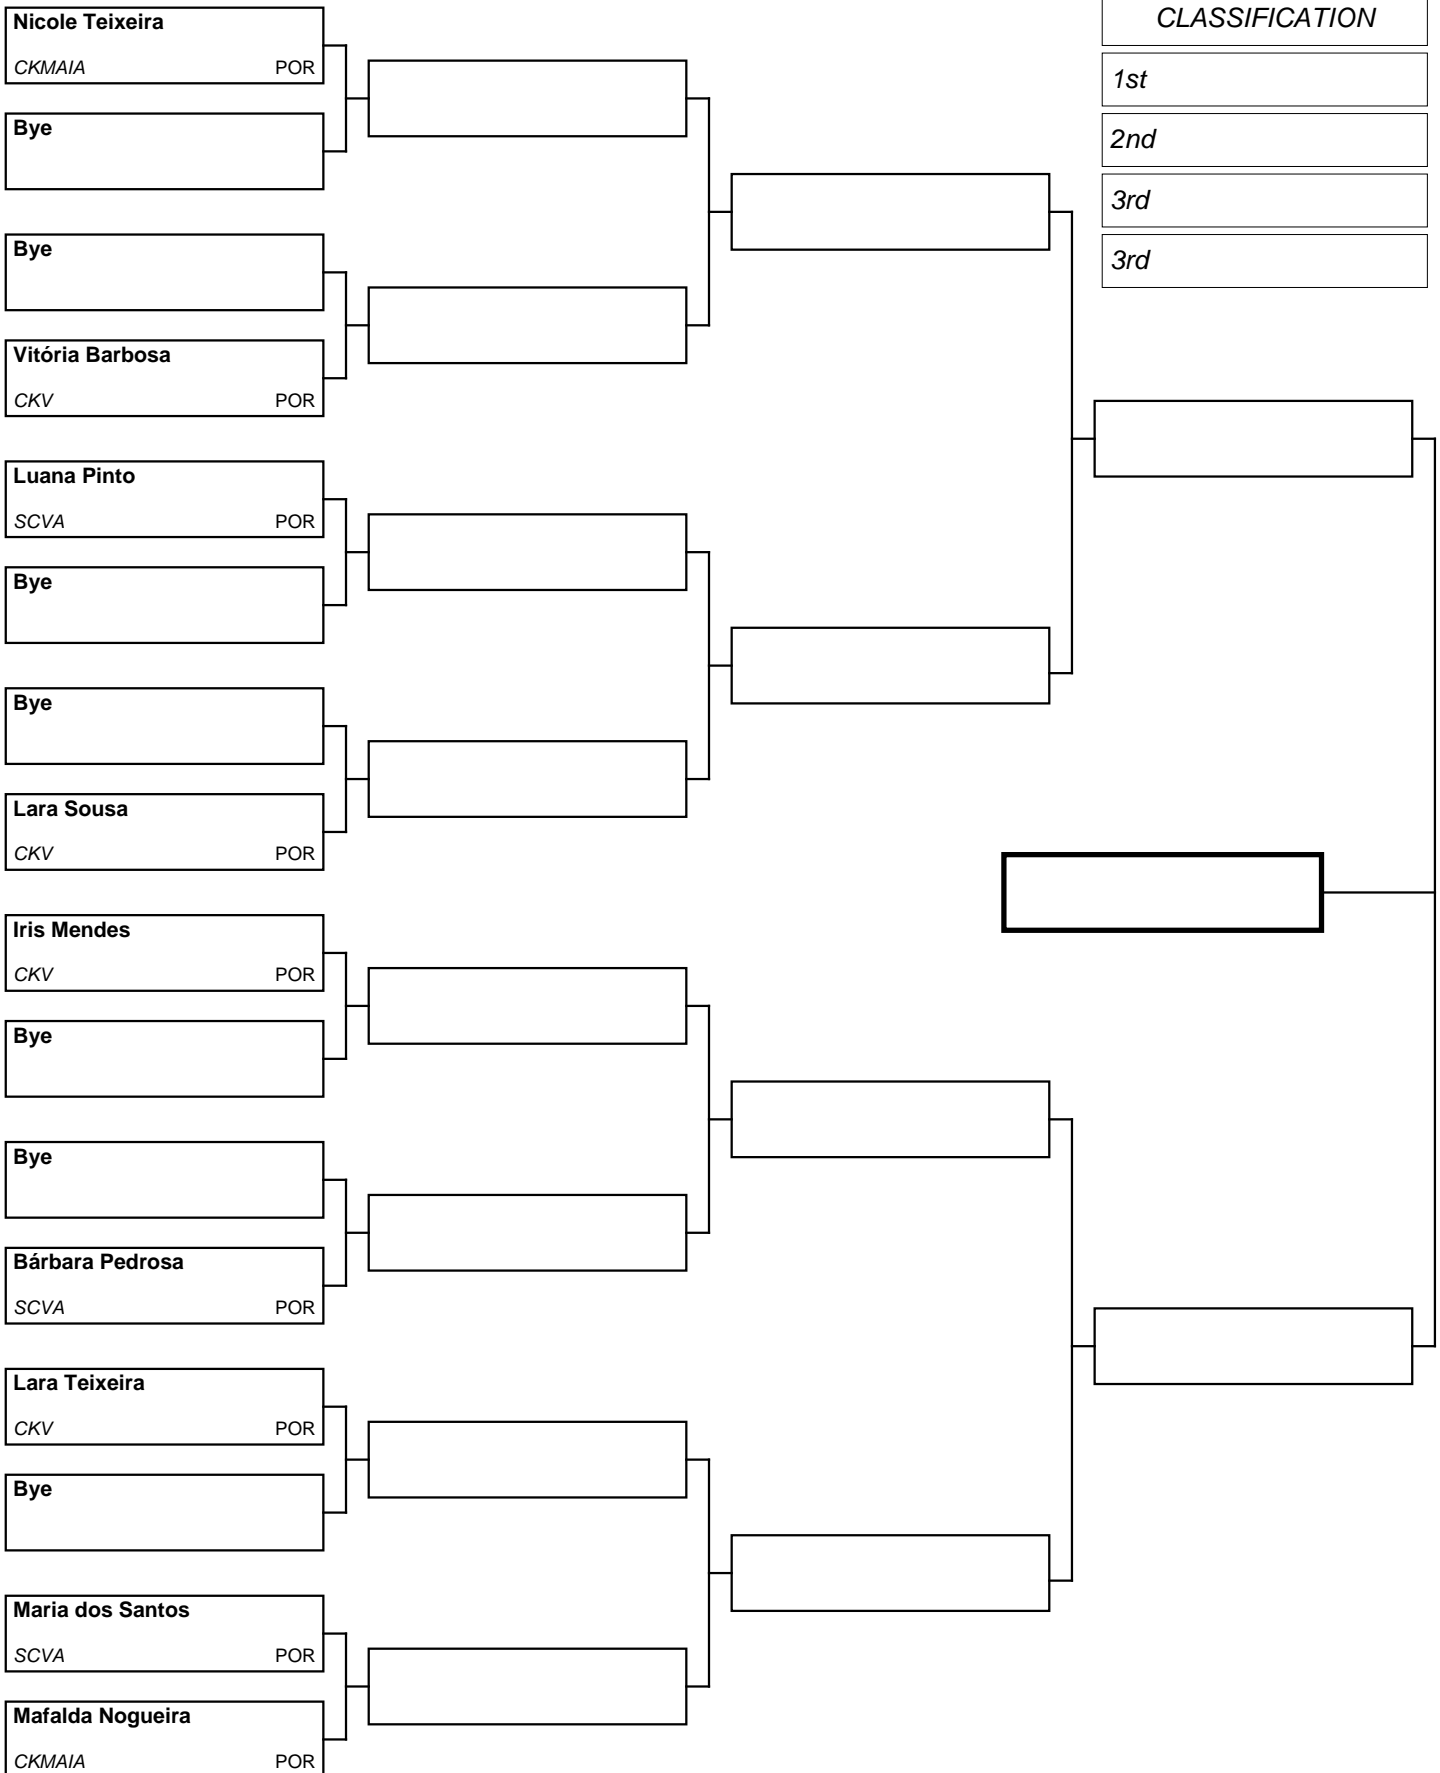 Nicole Teixeira
CKMAIA POR
Bye
Bye
Vitória Barbosa
CKV POR
Luana Pinto
SCVA POR
Bye
Bye
Lara Sousa
CKV POR
Iris Mendes
CKV POR
Bye
Bye
Bárbara Pedrosa
SCVA POR
Lara Teixeira
CKV POR
Bye
Maria dos Santos
SCVA POR
Mafalda Nogueira
CKMAIA POR
CLASSIFICATION
1st
2nd
3rd
3rd